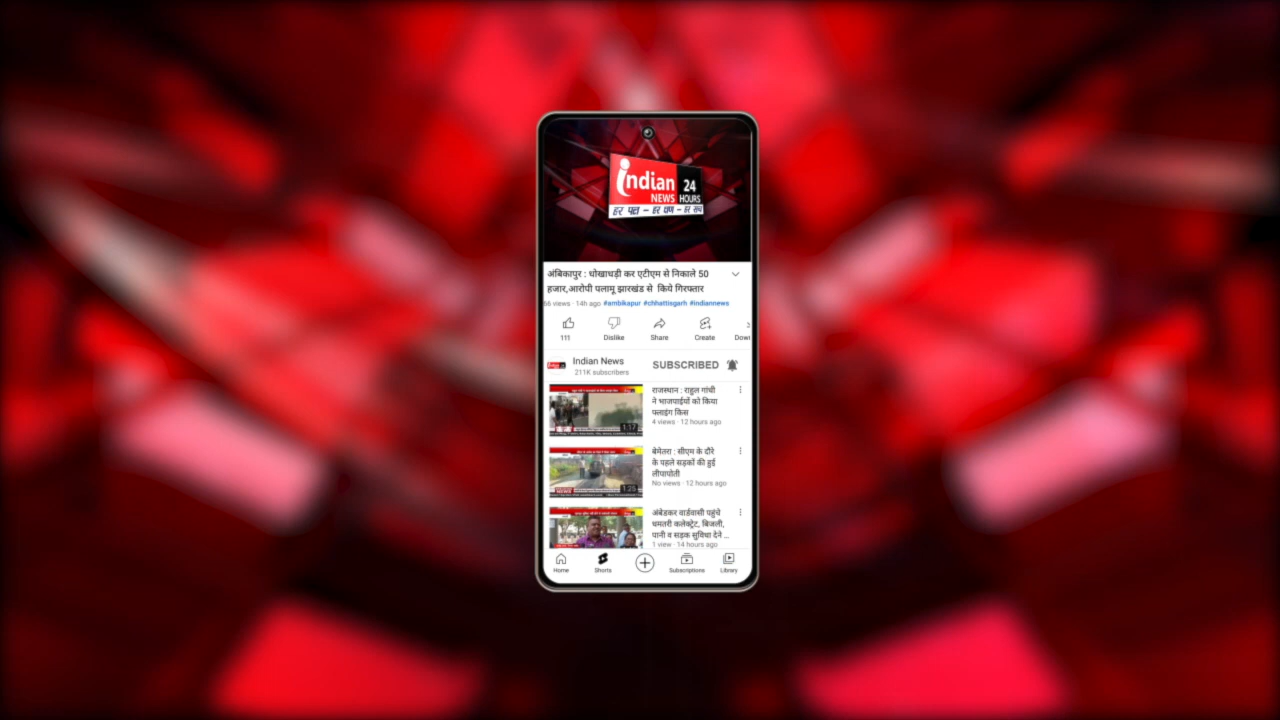 indian
NEWS
24
HOURS
हर पल – हर क्षण – हर सच
अंबिकापुर : धोखाधड़ी कर एटीएम से निकाले 50
हजार,आरोपी पलामू झारखंड से किये गिरफ्तार
66 views · 14h ago #ambikapur #chhattisgarh #indiannews
111
Dislike
Share
Create
Dow
Indian News
211K subscribers
SUBSCRIBED
राजस्थान : राहुल गांधी
ने भाजपाईयों को किया
फ्लाइंग किस
4 views · 12 hours ago
1:17
बेमेतरा : सीएम के दौरे
के पहले सड़कों की हुई
लीपापोती
No views · 12 hours ago
1:25
अंबेडकर वार्डवासी पहुंचे
धमतरी कलेक्ट्रेट, बिजली,
पानी व सड़क सुविधा देने ...
1 view · 14 hours ago
Home
Shorts
Subscriptions
Library